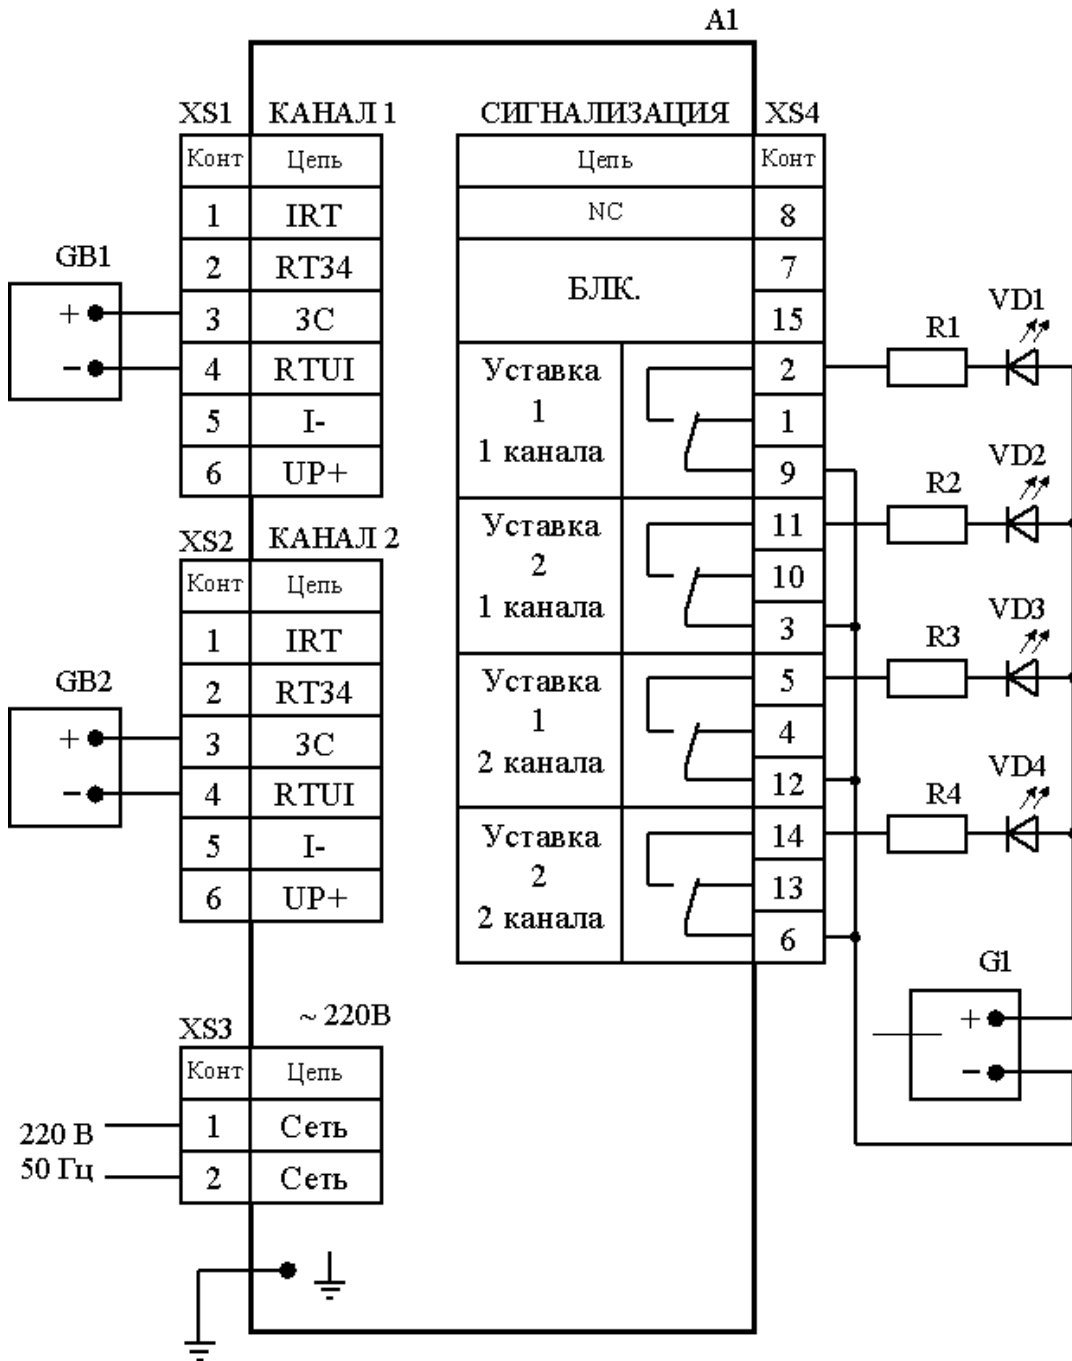 A1
XS1 КАНАЛ 1
Конт Цепь
1 IRT
2 RT34
3 3C
4 RTUI
5 I-
6 UP+
GB1
+
−
XS2 КАНАЛ 2
Конт Цепь
1 IRT
2 RT34
3 3C
4 RTUI
5 I-
6 UP+
GB2
+
−
XS3 ~ 220В
Конт Цепь
1 Сеть
2 Сеть
220 В
50 Гц
СИГНАЛИЗАЦИЯ XS4
Цепь Конт
NC 8
БЛК. 7
15
Уставка 2
1 1
1 канала 9
Уставка 11
2 10
1 канала 3
Уставка 5
1 4
2 канала 12
Уставка 14
2 13
2 канала 6
R1 VD1
R2 VD2
R3 VD3
R4 VD4
G1
+
−